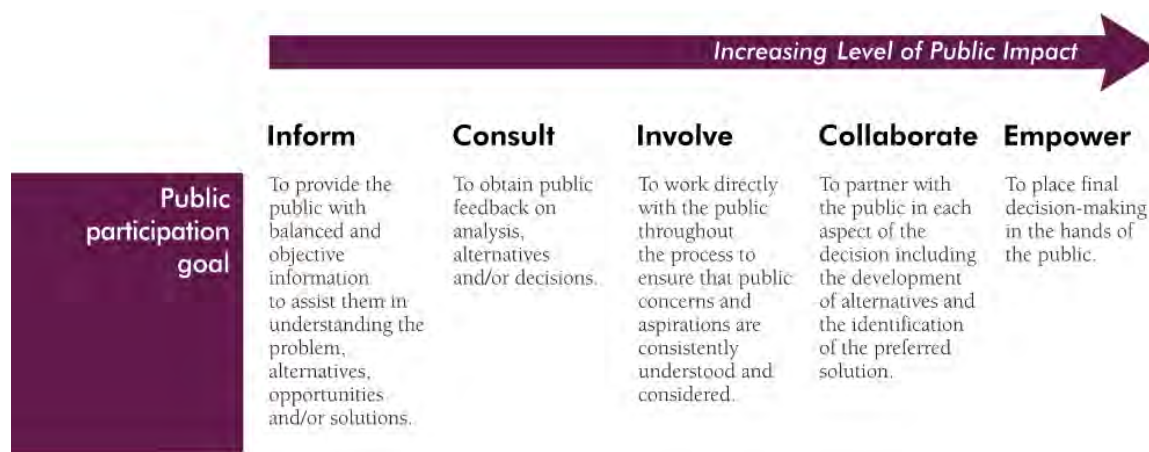 Increasing Level of Public Impact
Public
participation
goal
Inform
To provide the
public with
balanced and
objective
information
to assist them in
understanding the
problem,
alternatives,
opportunities
and/or solutions.
Consult
To obtain public
feedback on
analysis,
alternatives
and/or decisions.
Involve
To work directly
with the public
throughout
the process to
ensure that public
concerns and
aspirations are
consistently
understood and
considered.
Collaborate
To partner with
the public in each
aspect of the
decision including
the development
of alternatives and
the identification
of the preferred
solution.
Empower
To place final
decision-making
in the hands of
the public.